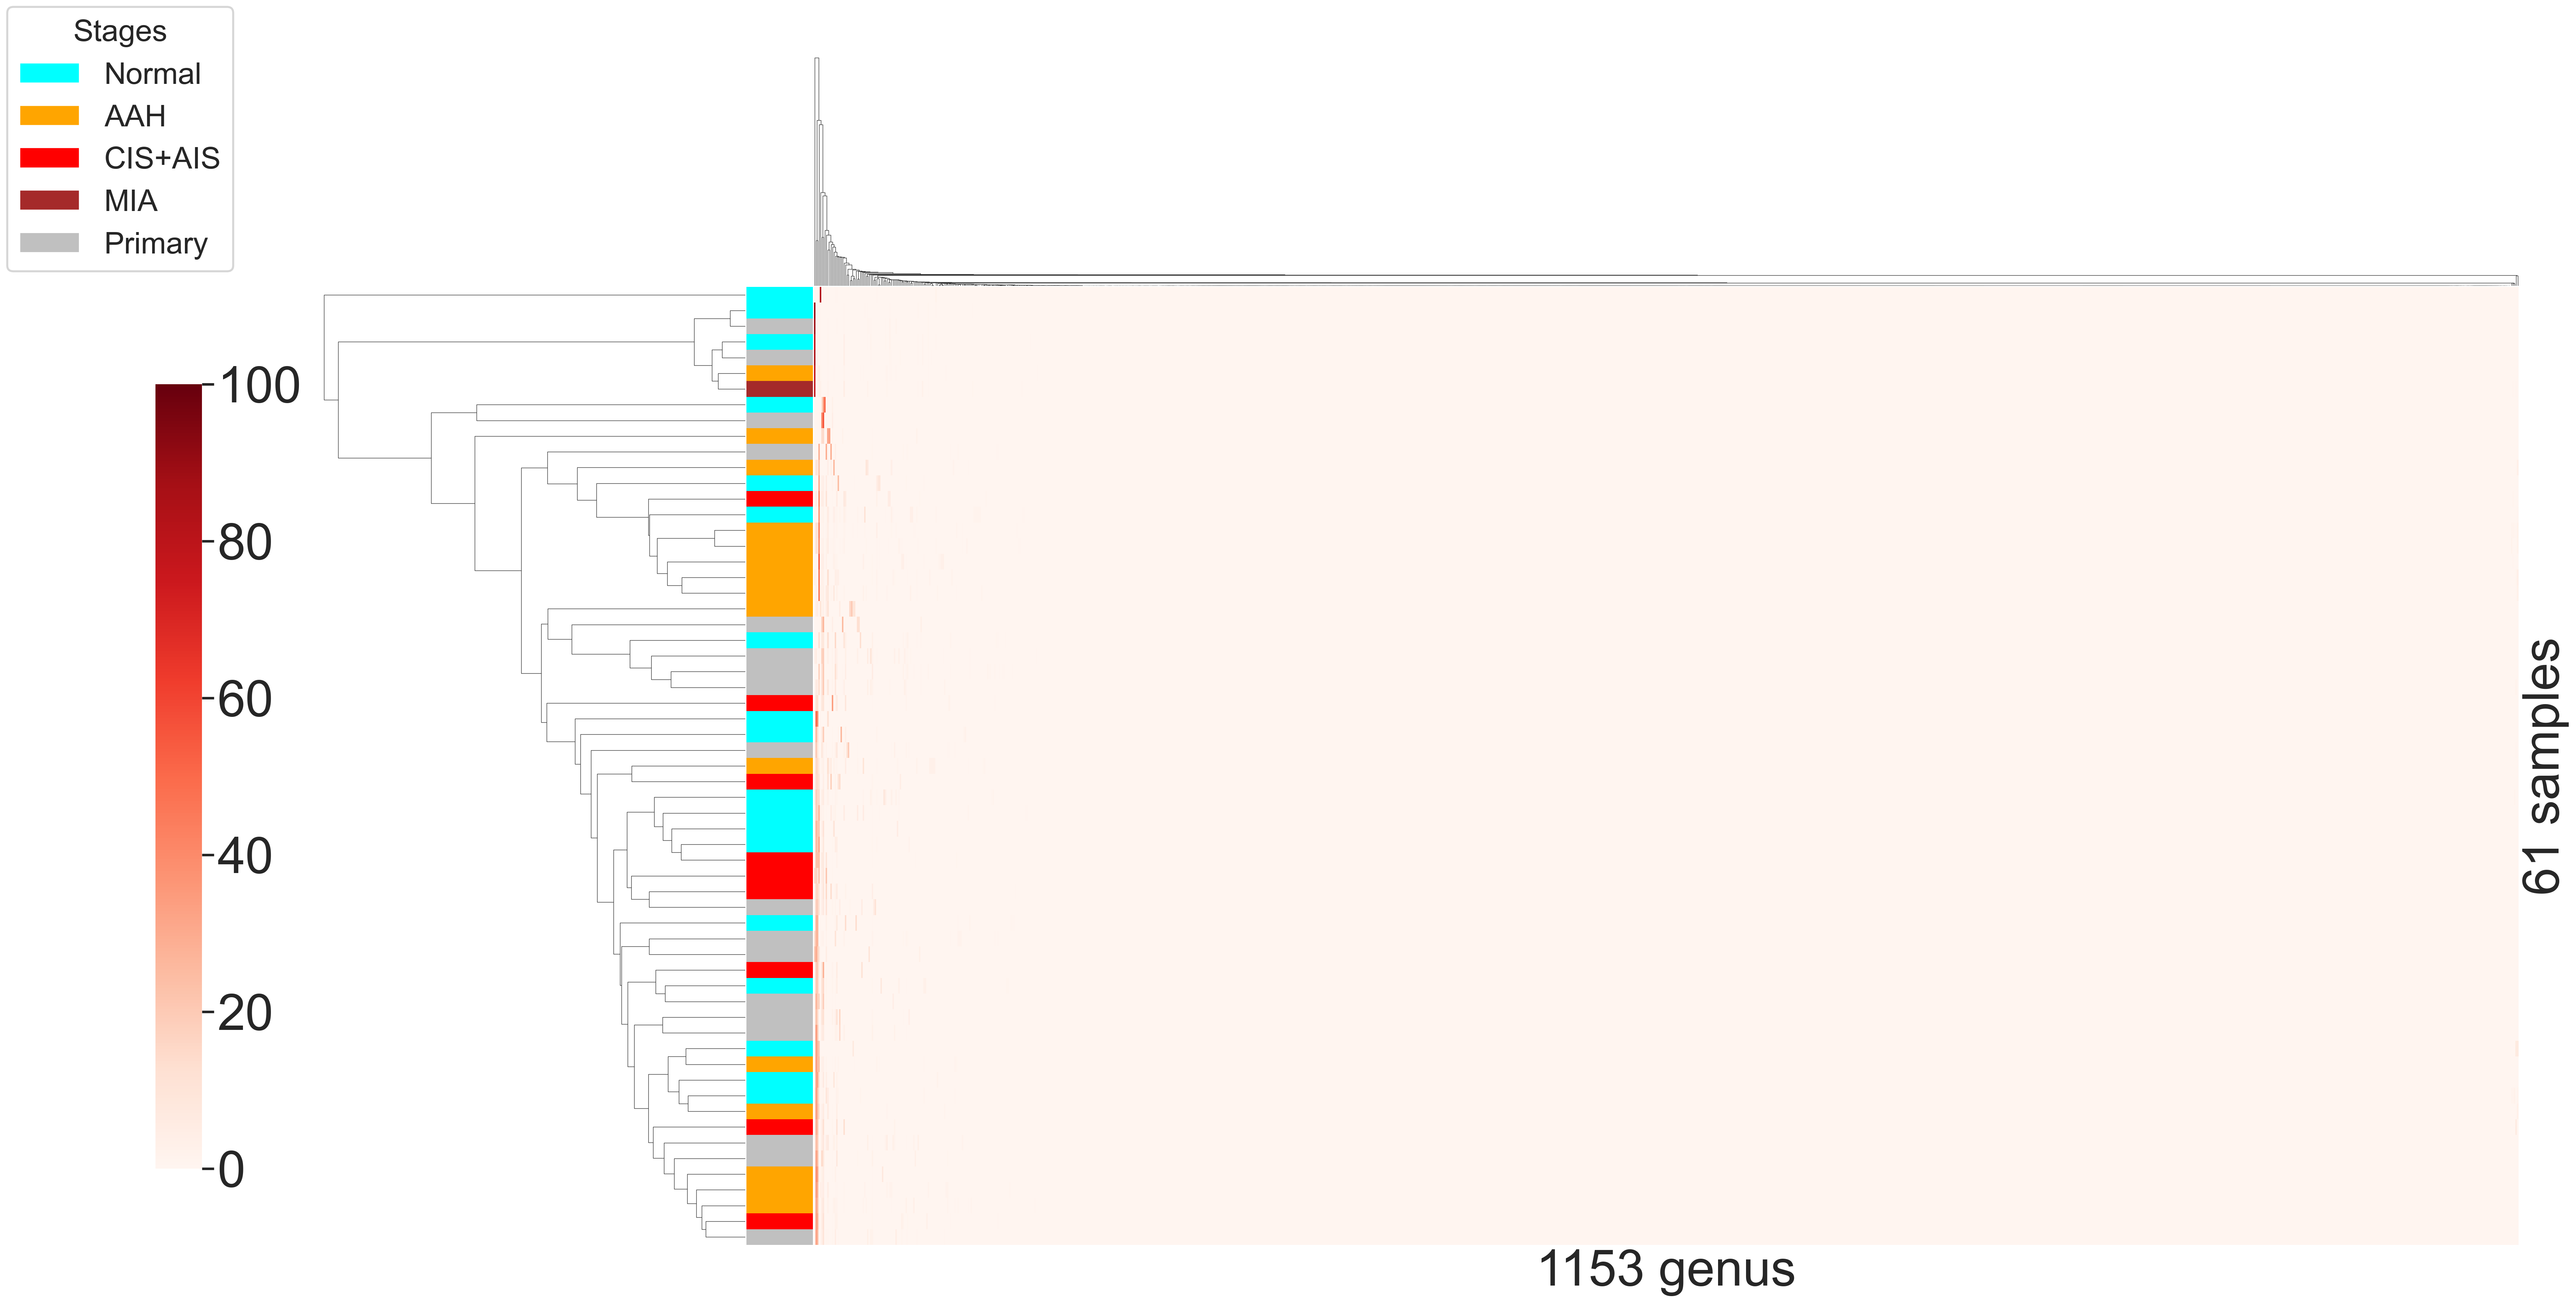 Stages
Normal
AAH
CIS+AIS
MIA
Primary
100
80
60
40
20
0
61 samples
1153 genus